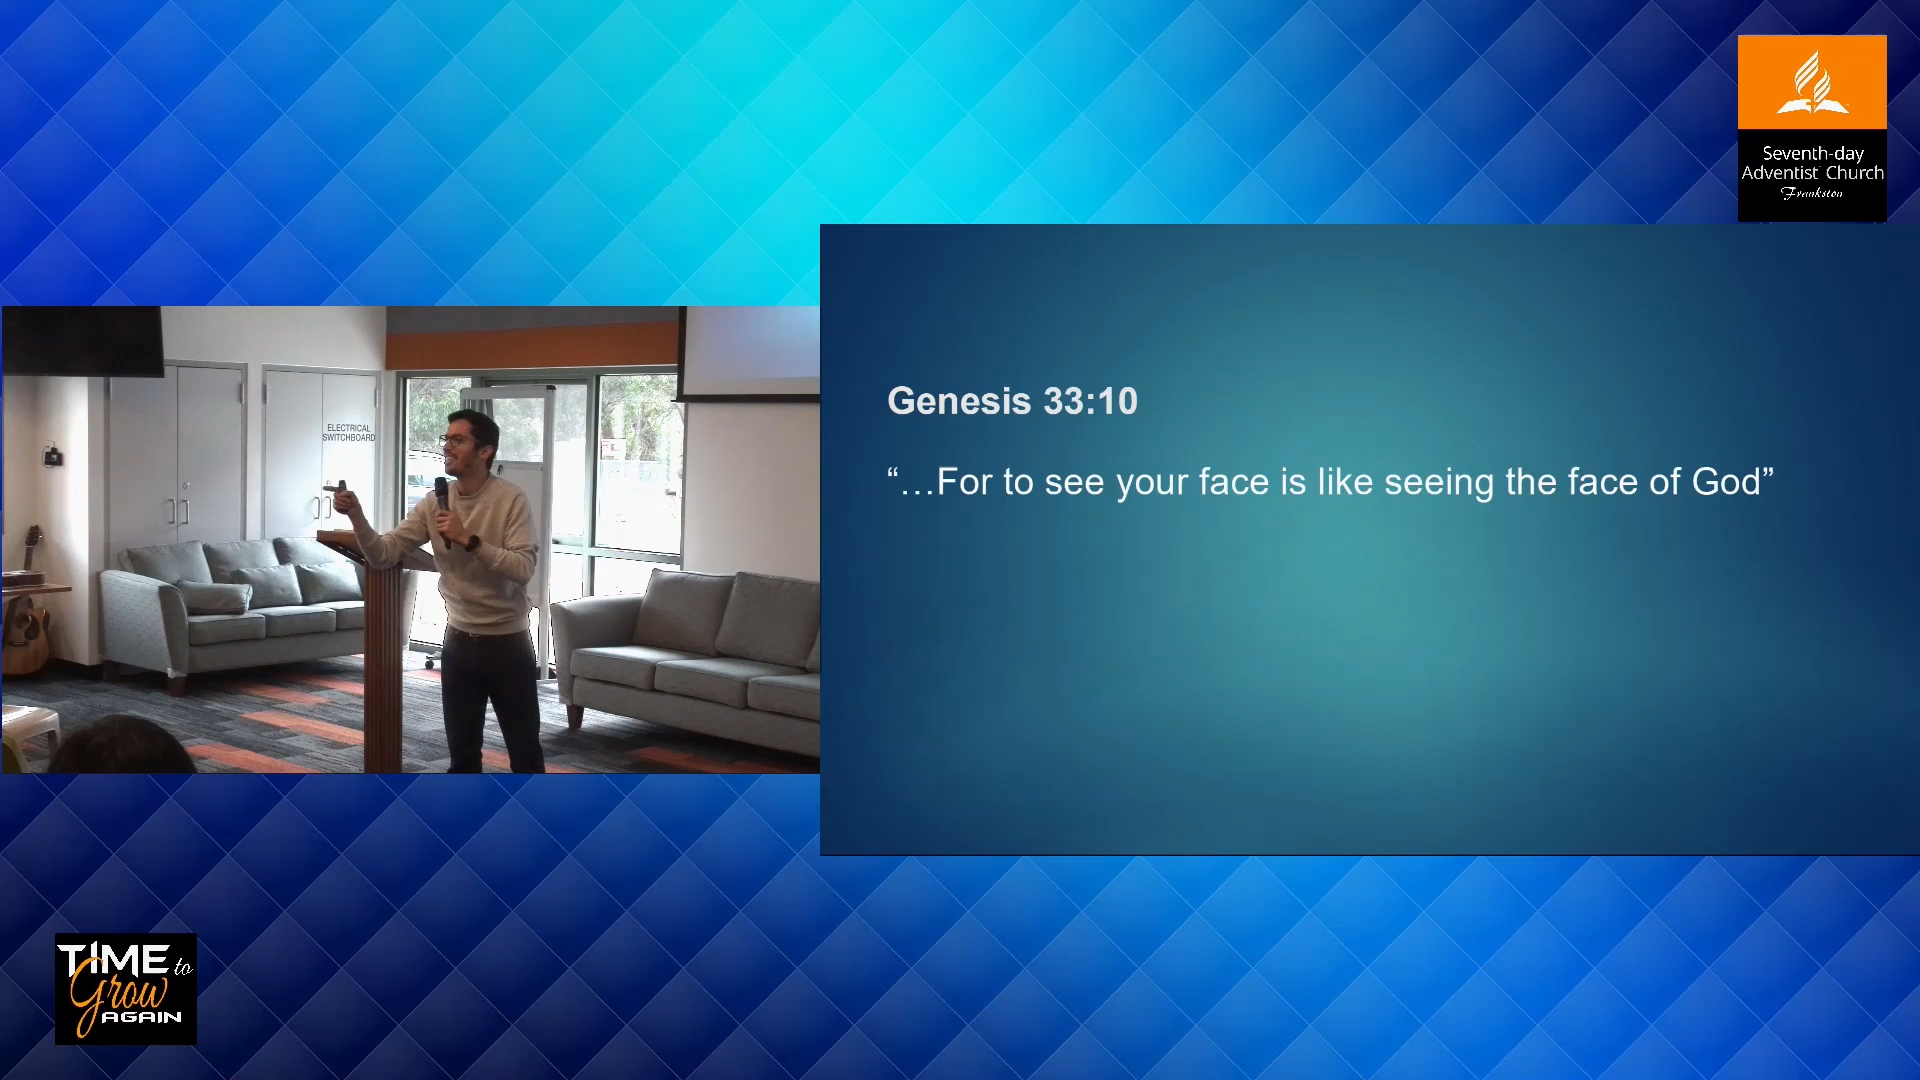 Seventh-day
Adventist Church
Frankston
Genesis 33:10
“…For to see your face is like seeing the face of God”
ELECTRICAL
SWITCHBOARD
TIME to
Grow
AGAIN